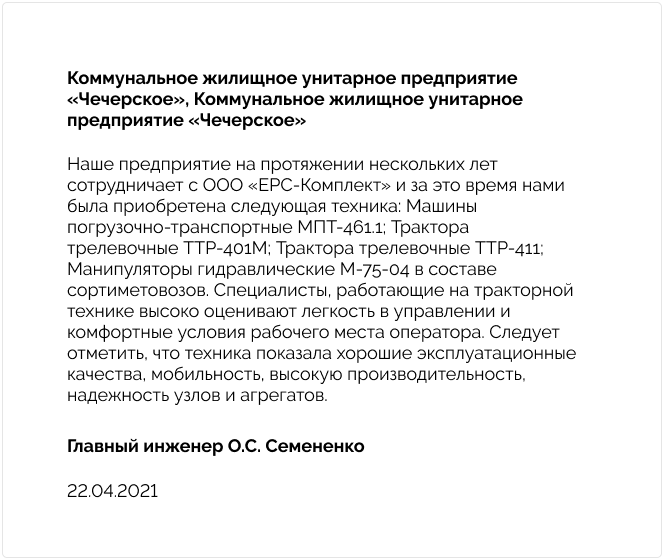 Коммунальное жилищное унитарное предприятие
«Чечерское», Коммунальное жилищное унитарное
предприятие «Чечерское»
Наше предприятие на протяжении нескольких лет
сотрудничает с ООО «ЕРС-Комплект» и за это время нами
была приобретена следующая техника: Машины
погрузочно-транспортные МПТ-461.1; Трактора
трелевочные ТТР-401М; Трактора трелевочные ТТР-411;
Манипуляторы гидравлические М-75-04 в составе
сортиметовозов. Специалисты, работающие на тракторной
технике высоко оценивают легкость в управлении и
комфортные условия рабочего места оператора. Следует
отметить, что техника показала хорошие эксплуатационные
качества, мобильность, высокую производительность,
надежность узлов и агрегатов.
Главный инженер О.С. Семененко
22.04.2021